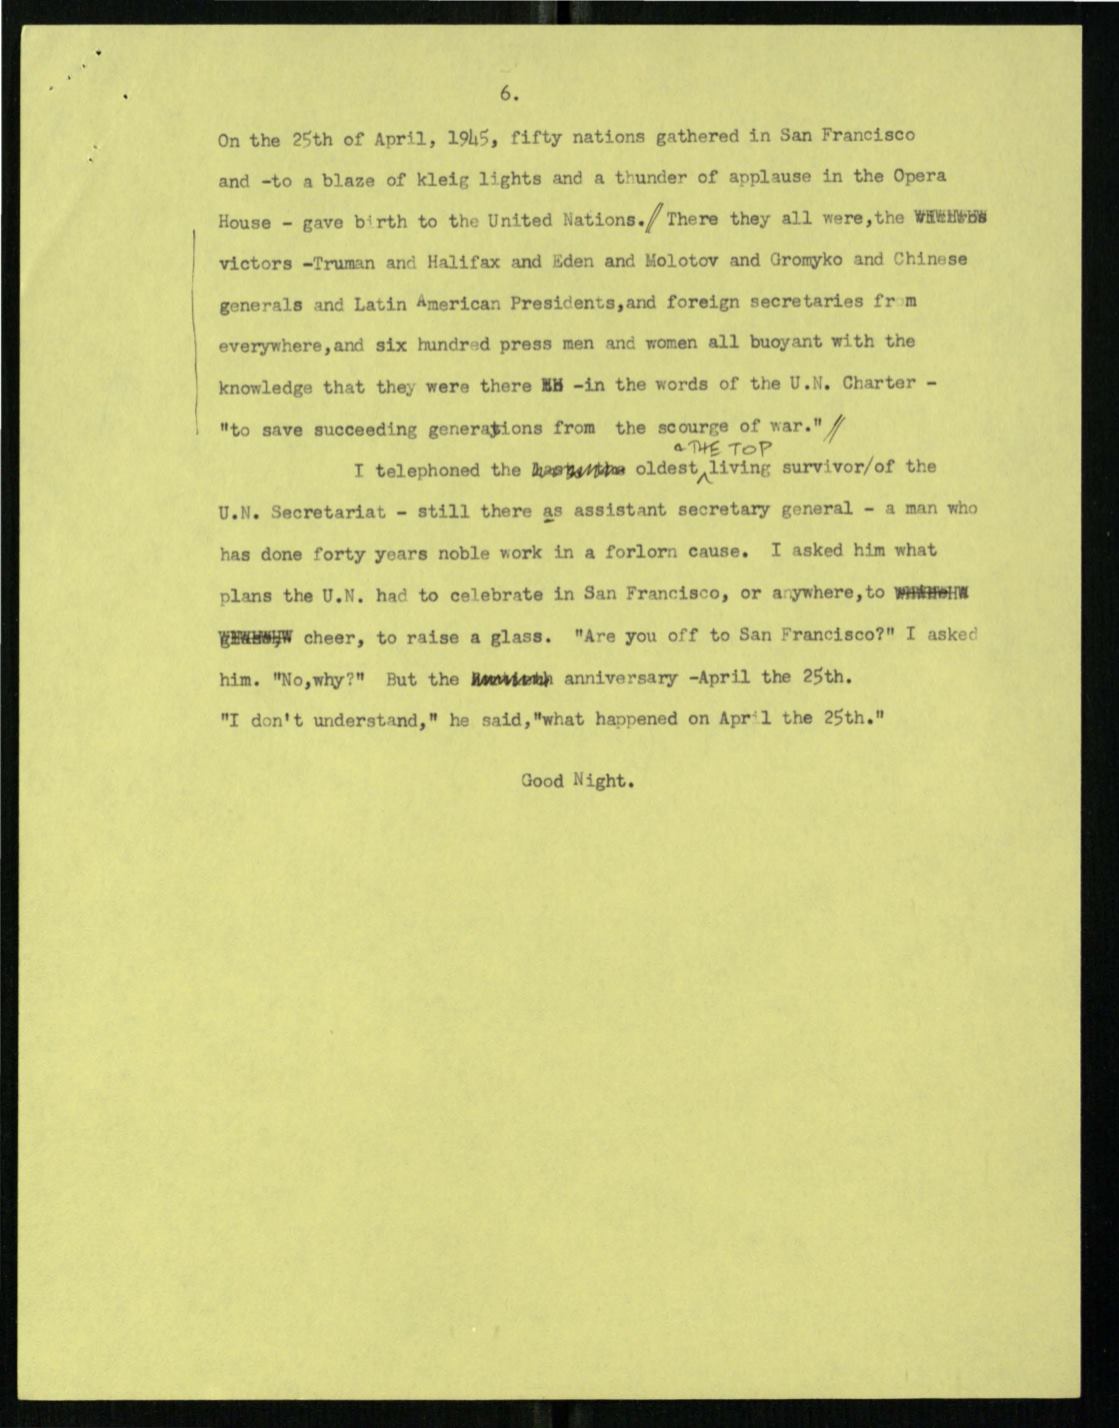 6.
On the 25th of April, 1945, fifty nations gathered in San Francisco
and -to a blaze of kleig lights and a thunder of applause in the Opera
House - gave birth to the United Nations.// There they all were,the
victors -Truman and Halifax and Eden and Molotov and Gromyko and Chinese
generals and Latin American Presidents,and foreign secretaries from
everywhere,and six hundred press men and women all buoyant with the
knowledge that they were there -in the words of the U.N. Charter -
"to save succeeding generations from the scourge of war." //
& THE TOP
I telephoned the oldest living survivor/of the
U.N. Secretariat - still there as assistant secretary general - a man who
has done forty years noble work in a forlorn cause. I asked him what
plans the U.N. had to celebrate in San Francisco, or anywhere,to
cheer, to raise a glass. "Are you off to San Francisco?" I asked
him. "No,why?" But the anniversary -April the 25th.
"I don't understand," he said,"what happened on April the 25th."
Good Night.